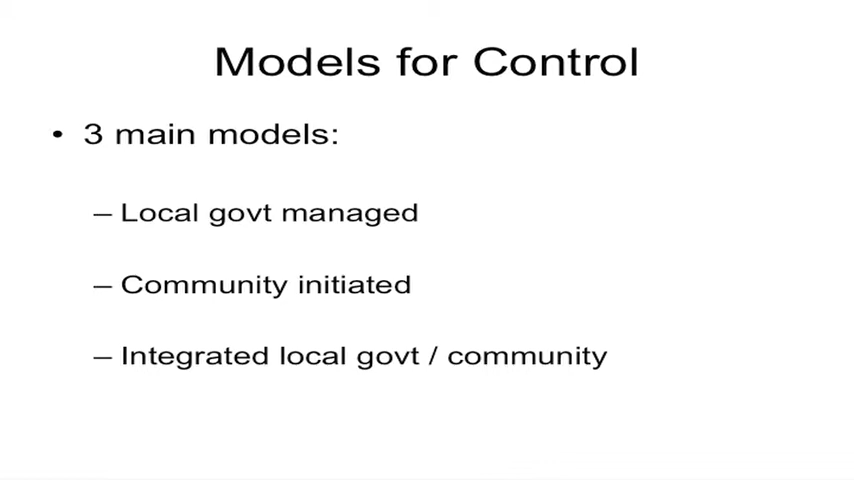 Models for Control
• 3 main models:
– Local govt managed
– Community initiated
– Integrated local govt / community